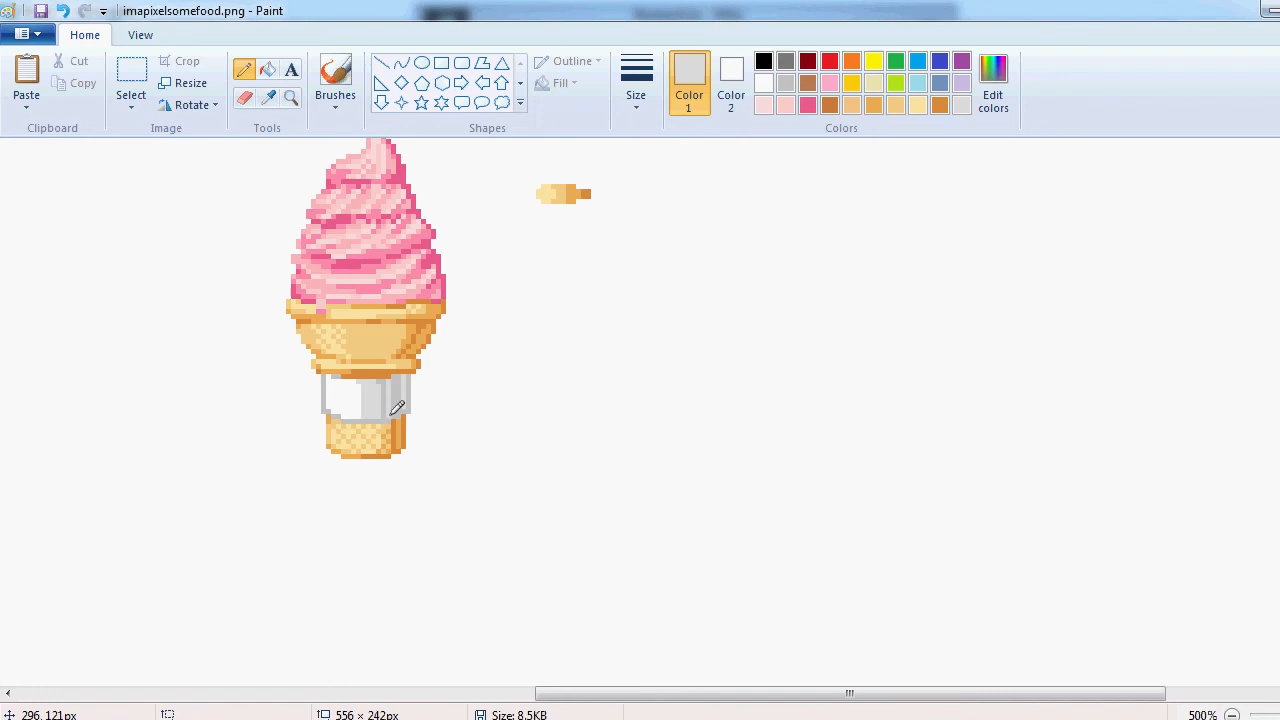 imapixelsomefood.png - Paint
Home
View
Paste
Cut
Copy
Clipboard
Select
Crop
Resize
Rotate
Image
A
Tools
Brushes
Outline
Fill
Shapes
Size
Color
1
Color
2
Edit
colors
Colors
296, 121px
556 × 242px
Size: 8.5KB
500%